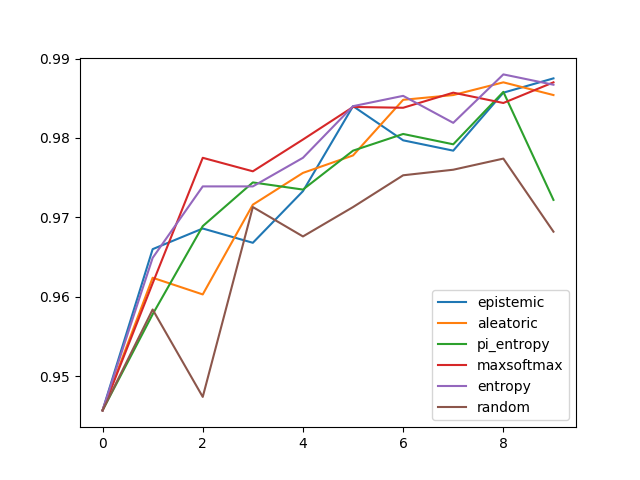 0.99
0.98
0.97
0.96
0.95
0 2 4 6 8
epistemic
aleatoric
pi_entropy
maxsoftmax
entropy
random